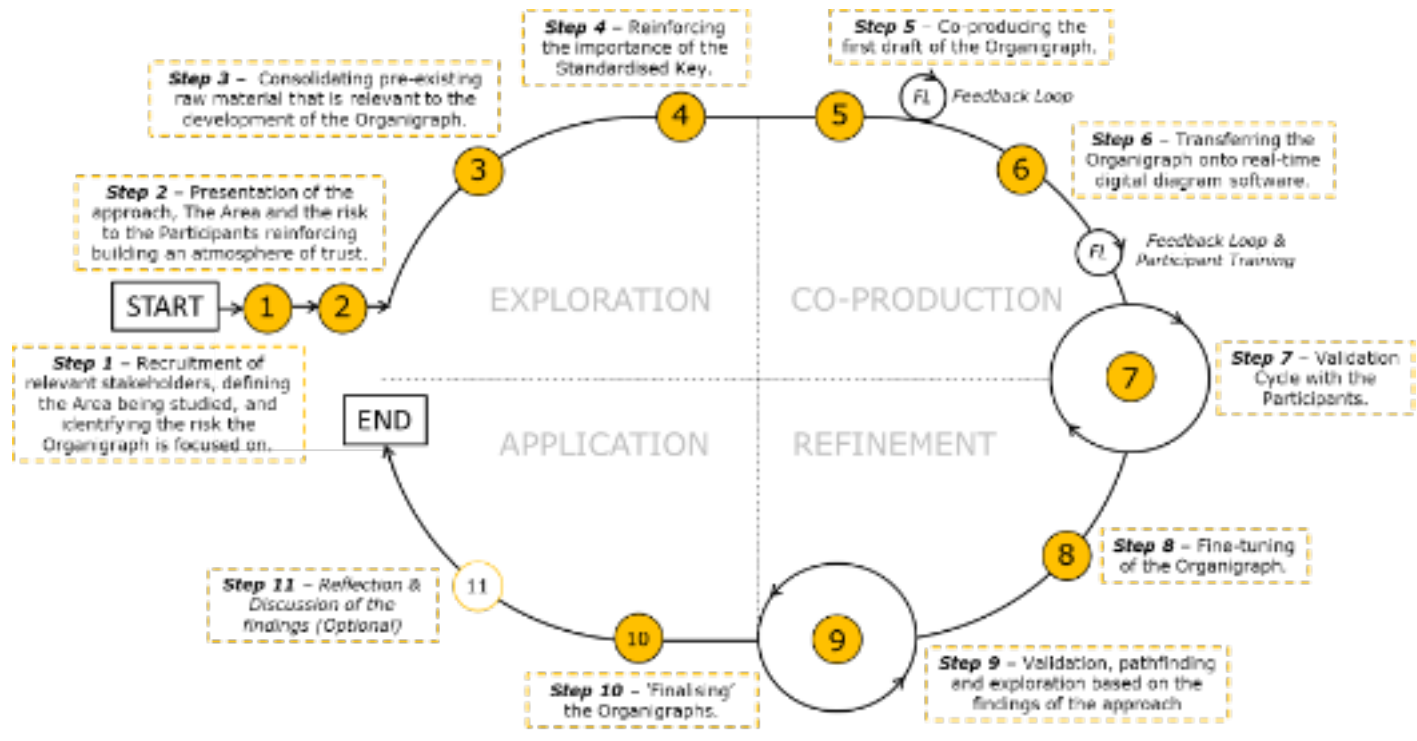 Step 4 – Reinforcing
the importance of the
Standardised Key.
Step 5 – Co-producing the
first draft of the Organigraph.
Step 3 – Consolidating pre-existing
raw material that is relevant to the
development of the Organigraph.
FL
Feedback Loop
4
5
Step 6 – Transferring the
Organigraph onto real-time
digital diagram software.
3
6
Step 2 – Presentation of the
approach, The Area and the risk
to the Participants reinforcing
building an atmosphere of trust.
FL
Feedback Loop &
Participant Training
START
1
2
EXPLORATION
CO-PRODUCTION
Step 1 – Recruitment of
relevant stakeholders, defining
the Area being studied, and
identifying the risk the
Organigraph is focused on.
7
Step 7 – Validation
Cycle with the
Participants.
END
APPLICATION
REFINEMENT
8
Step 8 – Fine-tuning
of the Organigraph.
Step 11 – Reflection &
Discussion of the
findings (Optional)
11
10
9
Step 10 – 'Finalising'
the Organigraphs.
Step 9 – Validation, pathfinding
and exploration based on the
findings of the approach